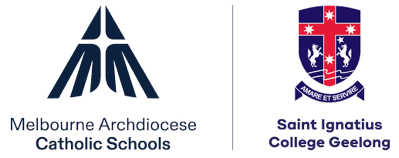 Melbourne Archdiocese
Catholic Schools
AMARE ET SERVIRE
Saint Ignatius
College Geelong